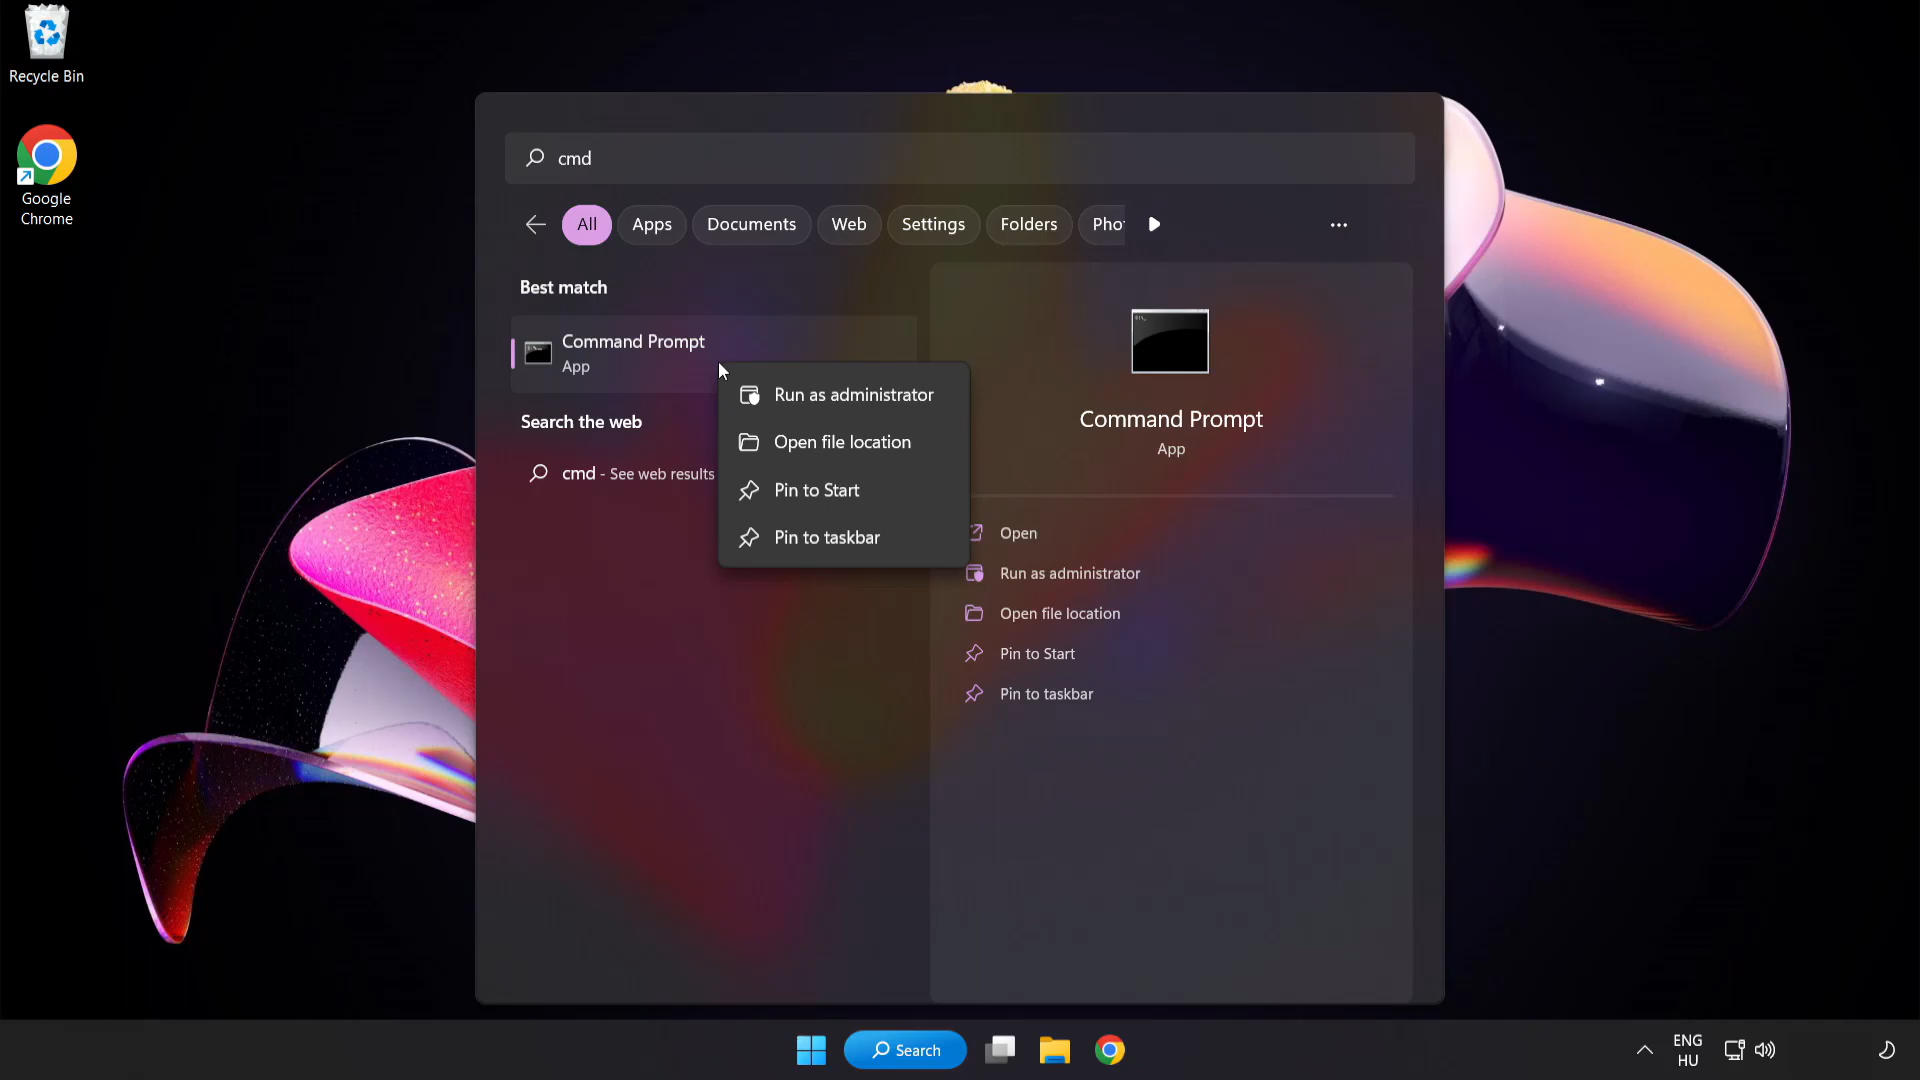 Recycle Bin
Google
Chrome
cmd
All
Apps
Documents
Web
Settings
Folders
Pho
Best match
Command Prompt
App
Search the web
cmd - See web results
Run as administrator
Open file location
Pin to Start
Pin to taskbar
Command Prompt
App
Open
Run as administrator
Open file location
Pin to Start
Pin to taskbar
Search
ENG
HU